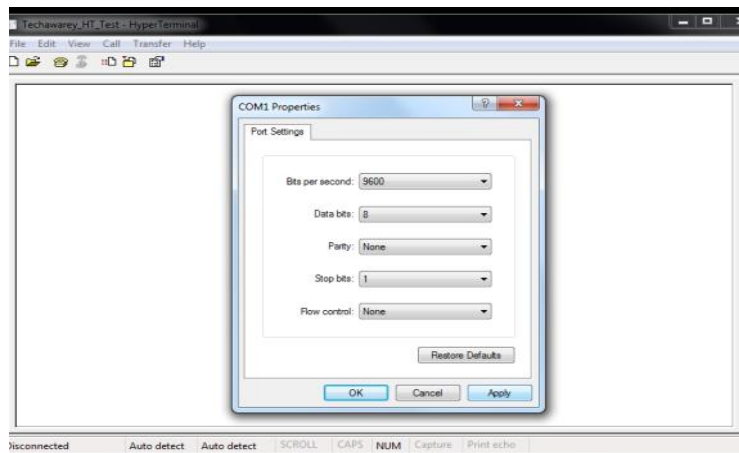 Techawarey_HT_Test - HyperTerminal
File Edit View Call Transfer Help
COM1 Properties
Port Settings
Bits per second: 9600
Data bits: 8
Parity: None
Stop bits: 1
Flow control: None
Restore Defaults
OK Cancel Apply
Disconnected Auto detect Auto detect SCROLL CAPS NUM Capture Print echo